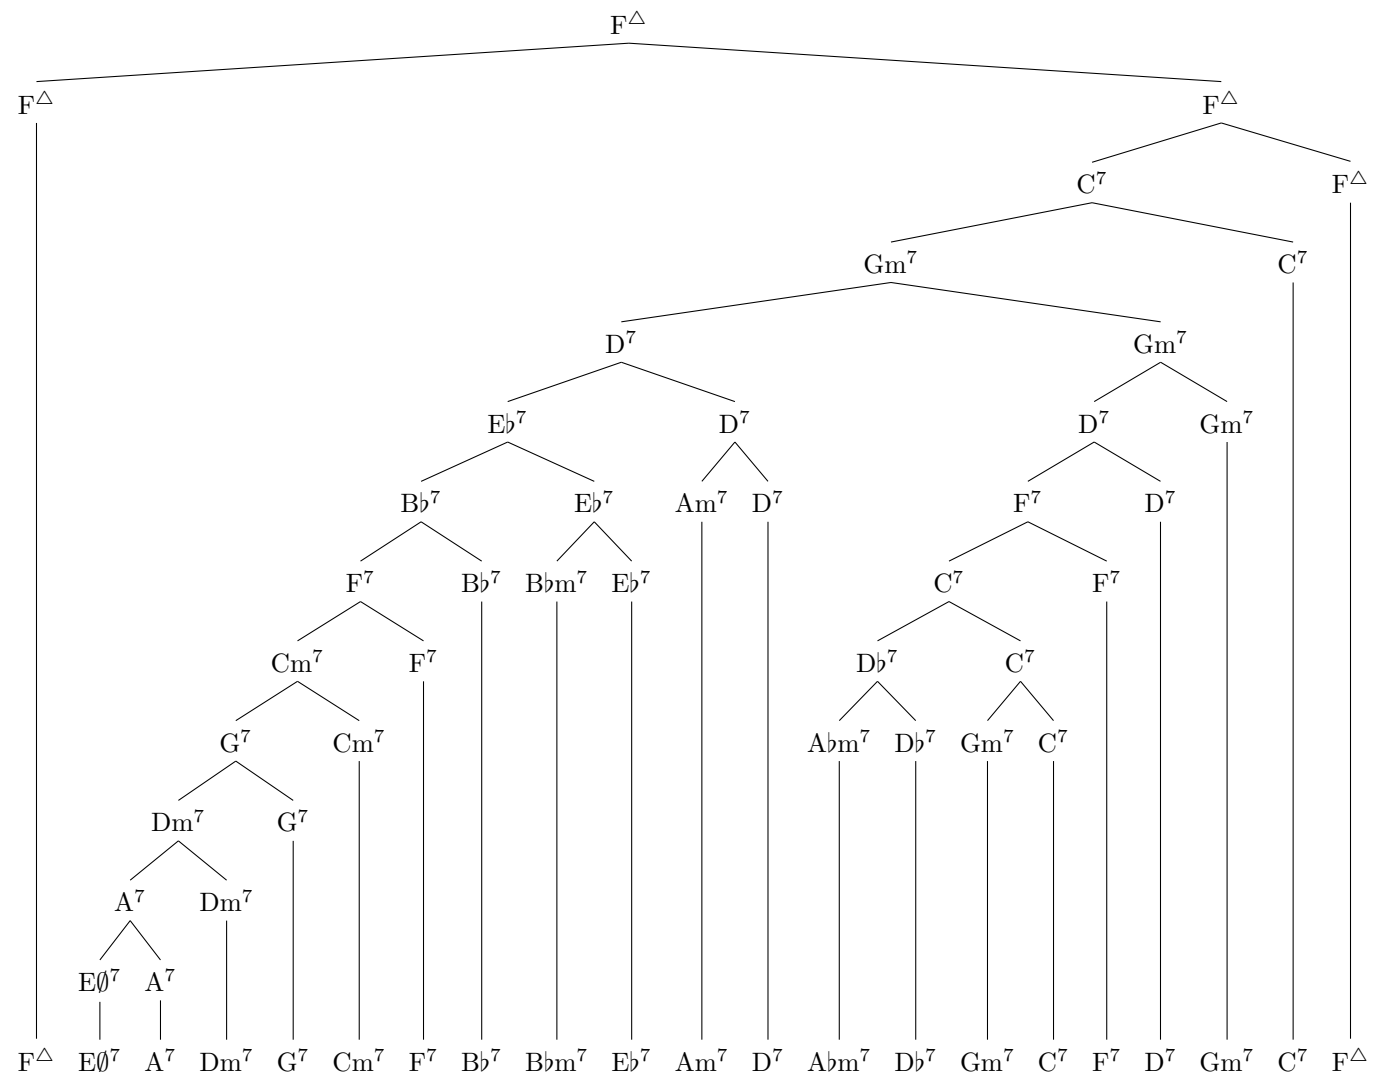 F△
F△ F△
C⁷ F△
Gm⁷ C⁷
D⁷ Gm⁷
E♭⁷ D⁷ D⁷ Gm⁷
B♭⁷ E♭⁷ Am⁷ D⁷ F⁷ D⁷
F⁷ B♭⁷ B♭m⁷ E♭⁷ C⁷ F⁷
Cm⁷ F⁷ D♭⁷ C⁷
G⁷ Cm⁷ A♭m⁷ D♭⁷ Gm⁷ C⁷
Dm⁷ G⁷
A⁷ Dm⁷
E∅⁷ A⁷
F△ E∅⁷ A⁷ Dm⁷ G⁷ Cm⁷ F⁷ B♭⁷ B♭m⁷ E♭⁷ Am⁷ D⁷ A♭m⁷ D♭⁷ Gm⁷ C⁷ F⁷ D⁷ Gm⁷ C⁷ F△